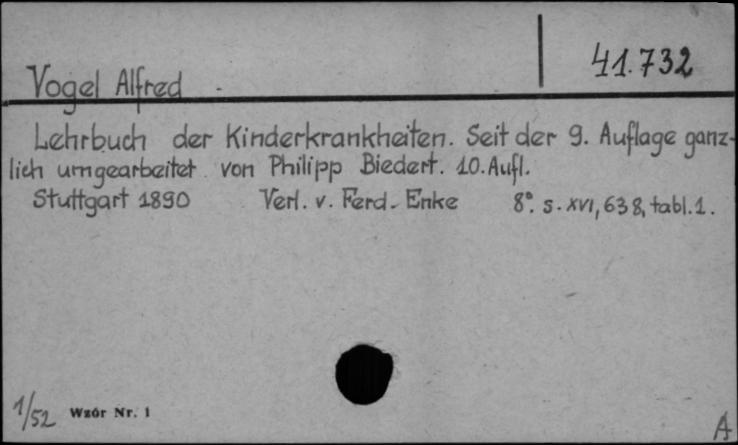 41.732
Vogel Alfred
Lehrbuch der Kinderkrankheiten. Seit der 9. Auflage ganz-
lich umgearbeitet von Philipp Biedert. 10. Aufl.
Stuttgart 1890 Verl. v. Ferd. Enke 8°. s. XVI, 638, tabl. 1.
1/52 Wzór Nr. 1
A